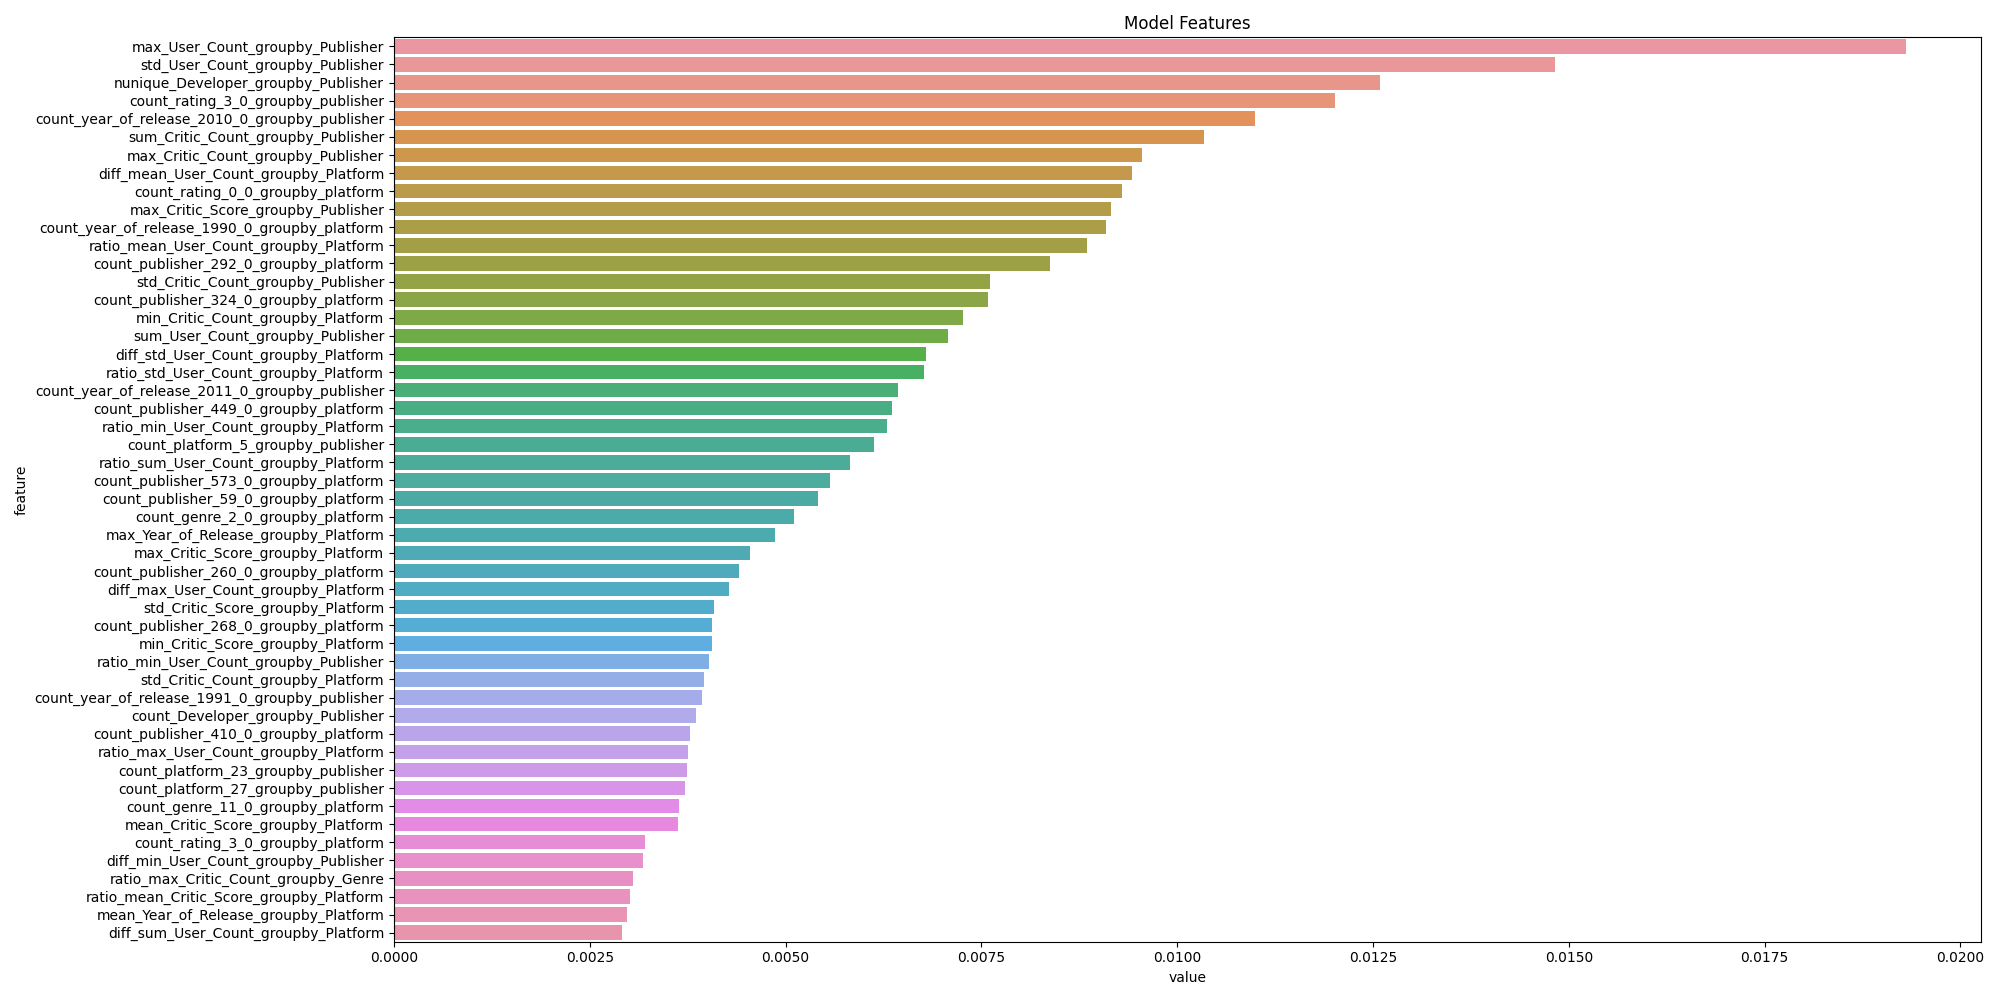 Model Features
feature
max_User_Count_groupby_Publisher
std_User_Count_groupby_Publisher
nunique_Developer_groupby_Publisher
count_rating_3_0_groupby_publisher
count_year_of_release_2010_0_groupby_publisher
sum_Critic_Count_groupby_Publisher
max_Critic_Count_groupby_Publisher
diff_mean_User_Count_groupby_Platform
count_rating_0_0_groupby_platform
max_Critic_Score_groupby_Publisher
count_year_of_release_1990_0_groupby_platform
ratio_mean_User_Count_groupby_Platform
count_publisher_292_0_groupby_platform
std_Critic_Count_groupby_Publisher
count_publisher_324_0_groupby_platform
min_Critic_Count_groupby_Platform
sum_User_Count_groupby_Publisher
diff_std_User_Count_groupby_Platform
ratio_std_User_Count_groupby_Platform
count_year_of_release_2011_0_groupby_publisher
count_publisher_449_0_groupby_platform
ratio_min_User_Count_groupby_Platform
count_platform_5_groupby_publisher
ratio_sum_User_Count_groupby_Platform
count_publisher_573_0_groupby_platform
count_publisher_59_0_groupby_platform
count_genre_2_0_groupby_platform
max_Year_of_Release_groupby_Platform
max_Critic_Score_groupby_Platform
count_publisher_260_0_groupby_platform
diff_max_User_Count_groupby_Platform
std_Critic_Score_groupby_Platform
count_publisher_268_0_groupby_platform
min_Critic_Score_groupby_Platform
ratio_min_User_Count_groupby_Publisher
std_Critic_Count_groupby_Platform
count_year_of_release_1991_0_groupby_publisher
count_Developer_groupby_Publisher
count_publisher_410_0_groupby_platform
ratio_max_User_Count_groupby_Platform
count_platform_23_groupby_publisher
count_platform_27_groupby_publisher
count_genre_11_0_groupby_platform
mean_Critic_Score_groupby_Platform
count_rating_3_0_groupby_platform
diff_min_User_Count_groupby_Publisher
ratio_max_Critic_Count_groupby_Genre
ratio_mean_Critic_Score_groupby_Platform
mean_Year_of_Release_groupby_Platform
diff_sum_User_Count_groupby_Platform
0.0000 0.0025 0.0050 0.0075 0.0100 0.0125 0.0150 0.0175 0.0200
value